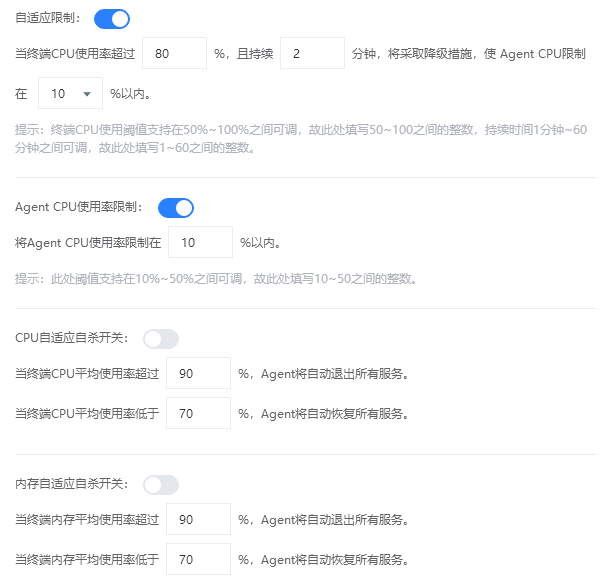 自适应限制：
当终端CPU使用率超过 80 %，且持续 2 分钟，将采取降级措施，使 Agent CPU限制
在 10 %以内。
提示：终端CPU使用阈值支持在50%~100%之间可调，故此处填写50~100之间的整数，持续时间1分钟~60
分钟之间可调，故此处填写1~60之间的整数。
Agent CPU使用率限制：
将Agent CPU使用率限制在 10 %以内。
提示：此处阈值支持在10%~50%之间可调，故此处填写10~50之间的整数。
CPU自适应自杀开关：
当终端CPU平均使用率超过 90 %，Agent将自动退出所有服务。
当终端CPU平均使用率低于 70 %，Agent将自动恢复所有服务。
内存自适应自杀开关：
当终端内存平均使用率超过 90 %，Agent将自动退出所有服务。
当终端内存平均使用率低于 70 %，Agent将自动恢复所有服务。